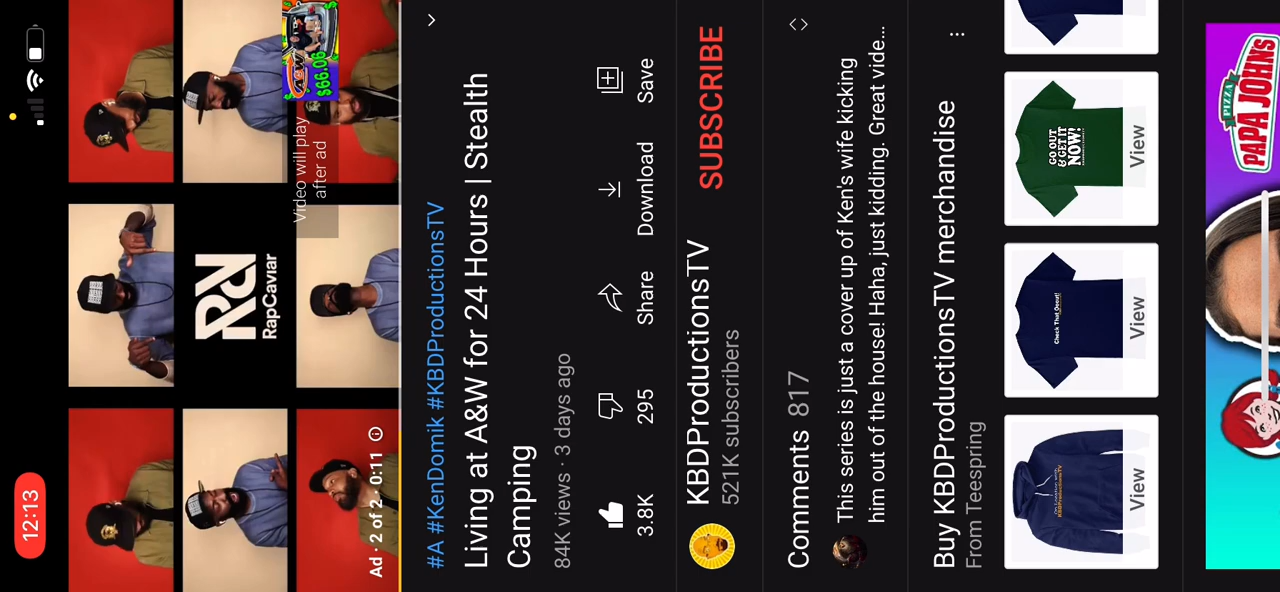 12:13
RapCaviar
A&W
$66.06
Video will play
after ad
Ad · 2 of 2 · 0:11
#A #KenDomik #KBDProductionsTV
Living at A&W for 24 Hours | Stealth
Camping
84K views · 3 days ago
3.8K
295
Share
Download
Save
KBDProductionsTV
521K subscribers
SUBSCRIBE
Comments 817
This series is just a cover up of Ken's wife kicking
him out of the house! Haha, just kidding. Great vide...
Buy KBDProductionsTV merchandise
From Teespring
KBDProductionsTV
View
Check That Oooot!
View
GO OUT
& GET IT
NOW!
View
PIZZA
PAPA JOHNS